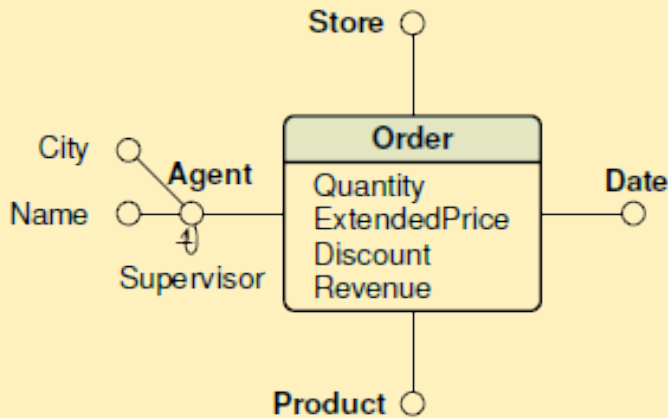 Store
Order
Quantity
ExtendedPrice
Discount
Revenue
City
Agent
Name
Supervisor
Date
Product